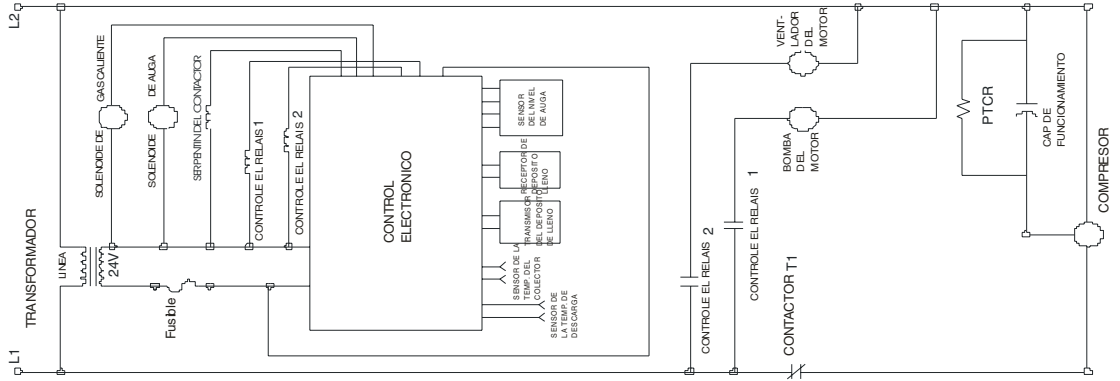 L2
L1
TRANSFORMADOR
LINEA
24V
Fusible
SOLENOIDE DE GAS CALIENTE
SOLENOIDE DE AUGA
SERPENTIN DEL CONTACTOR
CONTROLE EL RELAIS 1
CONTROLE EL RELAIS 2
CONTROL
ELECTRONICO
SENSOR
DEL NIVEL
DE AUGA
RECEPTOR DE
DEPOSITO
LLENO
TRANSMISOR
DEL DEPOSITO
DE LLENO
SENSOR DE LA
TEMP. DEL
COLECTOR
SENSOR DE
LA TEMP. DE
DESCARGA
VENT-
LADOR
DEL
MOTOR
BOMBA
DEL
MOTOR
CONTROLE EL RELAIS 2
CONTROLE EL RELAIS 1
CONTACTOR T1
PTCR
CAP DE
FUNCIONAMIENTO
COMPRESOR